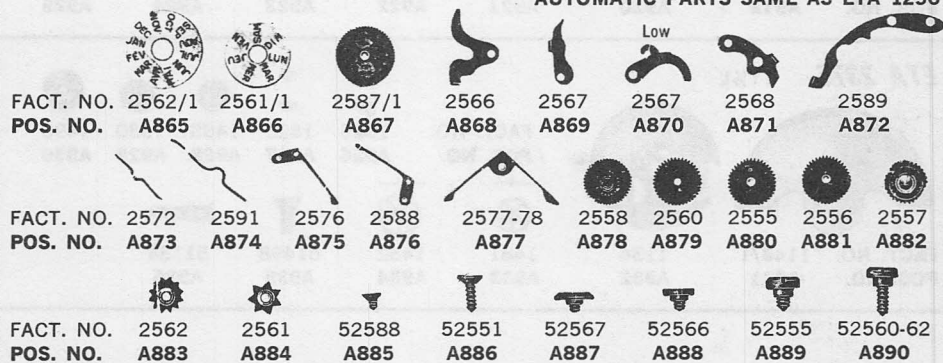 AUTOMATIC PARTS SAME AS ETA 1256
Low
FACT. NO. 2562/1 2561/1 2587/1 2566 2567 2567 2568 2589
POS. NO. A865 A866 A867 A868 A869 A870 A871 A872
FACT. NO. 2572 2591 2576 2588 2577-78 2558 2560 2555 2556 2557
POS. NO. A873 A874 A875 A876 A877 A878 A879 A880 A881 A882
FACT. NO. 2562 2561 52588 52551 52567 52566 52555 52560-62
POS. NO. A883 A884 A885 A886 A887 A888 A889 A890